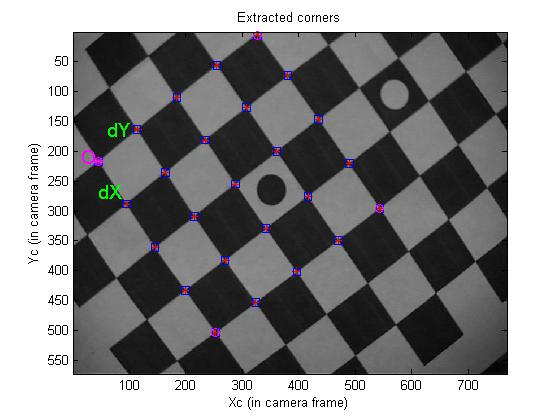 Extracted corners
50
100
150
200
250
300
350
400
450
500
550
Yc (in camera frame)
dY
O
dX
100 200 300 400 500 600 700
Xc (in camera frame)